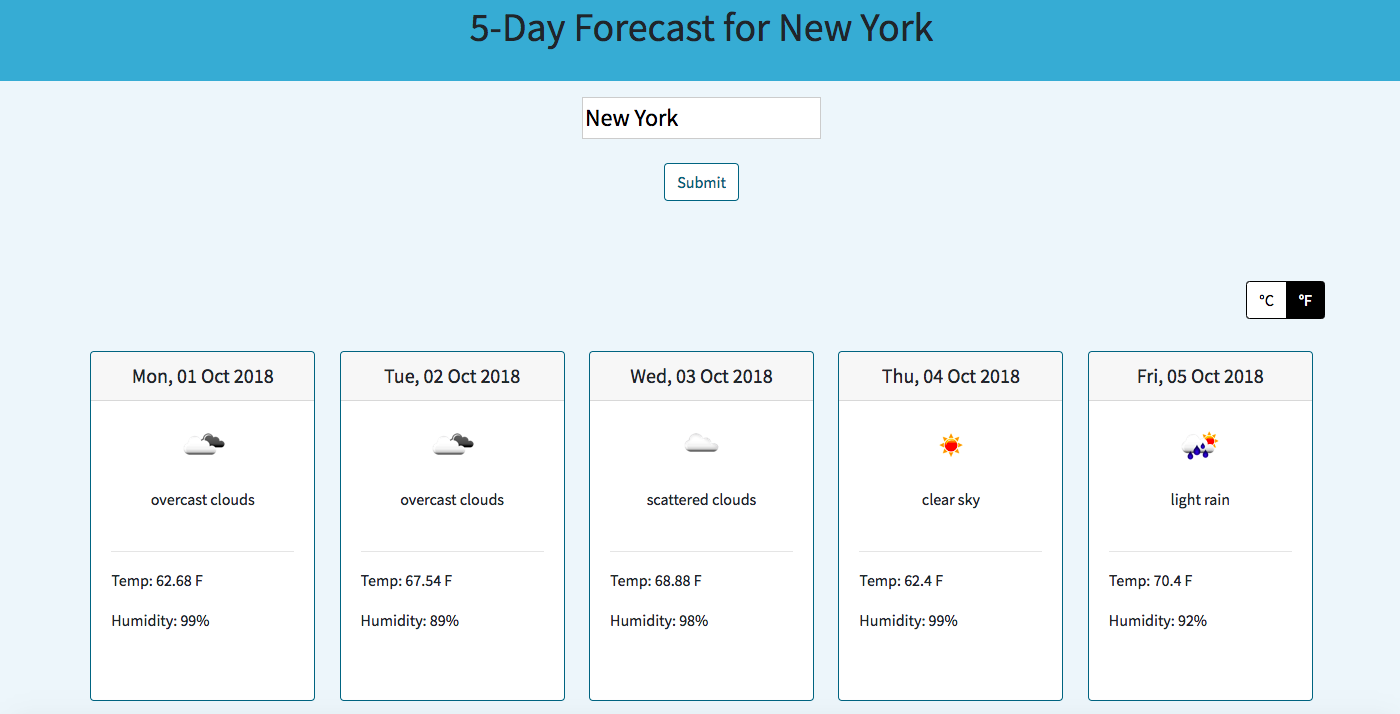 5-Day Forecast for New York
New York
Submit
ºC ºF
Mon, 01 Oct 2018
overcast clouds
Temp: 62.68 F
Humidity: 99%
Tue, 02 Oct 2018
overcast clouds
Temp: 67.54 F
Humidity: 89%
Wed, 03 Oct 2018
scattered clouds
Temp: 68.88 F
Humidity: 98%
Thu, 04 Oct 2018
clear sky
Temp: 62.4 F
Humidity: 99%
Fri, 05 Oct 2018
light rain
Temp: 70.4 F
Humidity: 92%